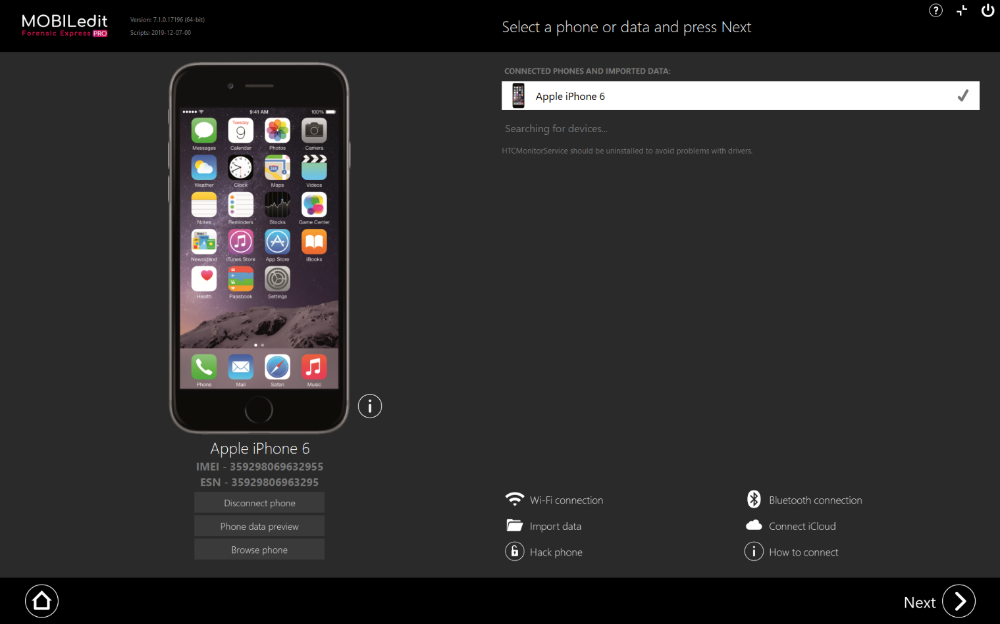 MOBILedit
Forensic Express PRO
Version: 7.1.0.17196 (64-bit)
Scripts: 2019-12-07-00
Select a phone or data and press Next
?
CONNECTED PHONES AND IMPORTED DATA:
Apple iPhone 6
Searching for devices...
HTCMonitorService should be uninstalled to avoid problems with drivers.
9:41 AM
100%
Tuesday
9
Messages Calendar Photos Camera
280
Weather Clock Maps Videos
Notes Reminders Stocks Game Center
Newsstand iTunes Store App Store iBooks
Health Passbook Settings
Phone Mail Safari Music
i
Apple iPhone 6
IMEI - 359298069632955
ESN - 35929806963295
Disconnect phone
Phone data preview
Browse phone
Wi-Fi connection
Bluetooth connection
Import data
Connect iCloud
Hack phone
i How to connect
Next